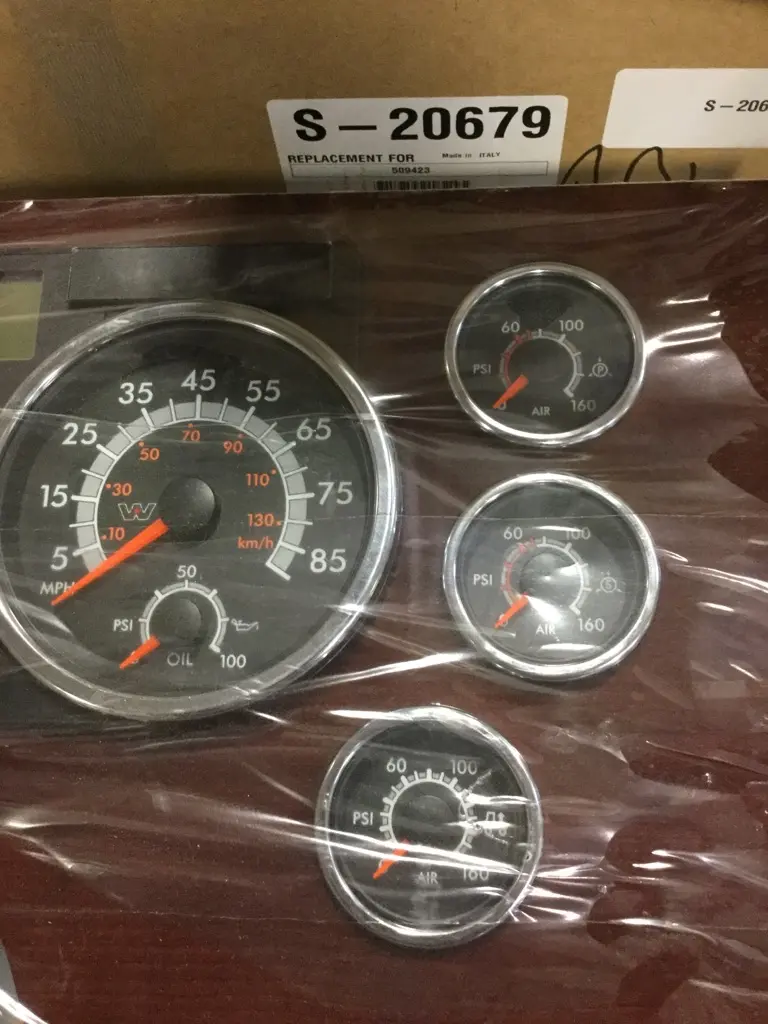 S-20679
REPLACEMENT FOR Made in ITALY
509423
S-206
45
35 55
25 65
70
50 90
15 30 110 75
W
10 130
5 km/h 85
MPH
50
PSI
OIL 100
60 100
PSI P
0 AIR 160
60 100
PSI S
AIR 160
60 100
PSI
AIR 160